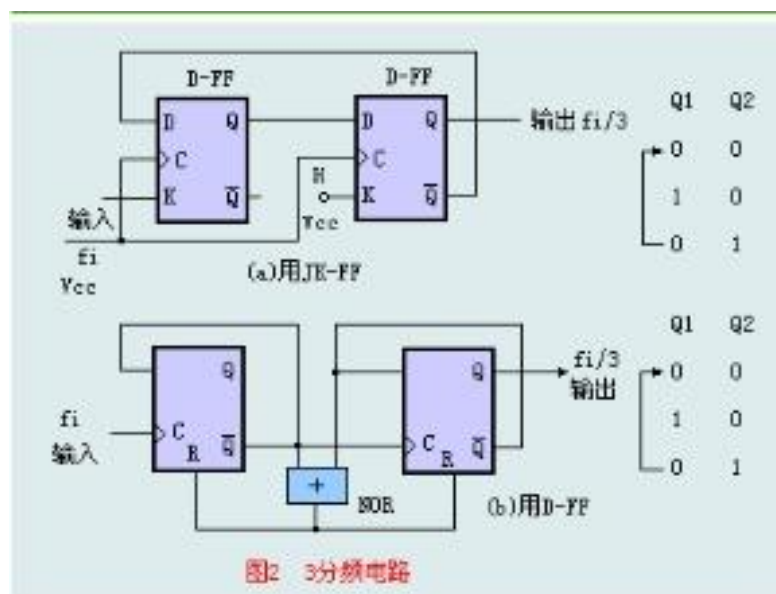 D-FF D-FF
D Q D Q 输出 fi/3
C C
K Q̅ H K Q̅
输入 Vcc
fi
Vcc
(a)用JK-FF
Q1 Q2
0 0
1 0
0 1
Q Q fi/3
输出
fi C C
输入 R Q̅ R Q̅
+
NOR (b)用D-FF
Q1 Q2
0 0
1 0
0 1
图2 3分频电路